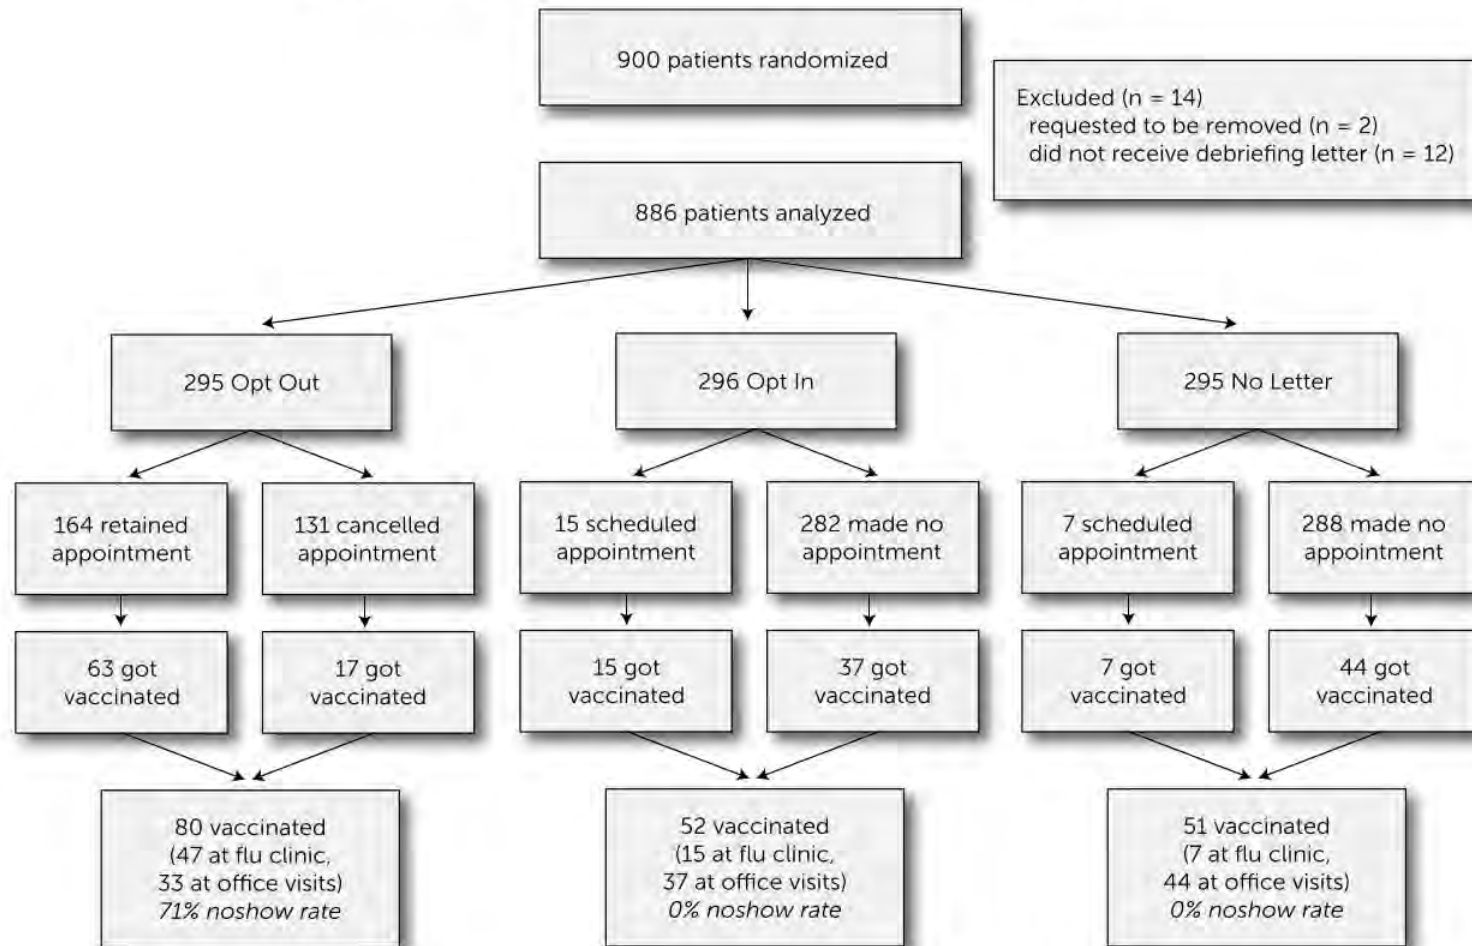 900 patients randomized
Excluded (n = 14)
requested to be removed (n = 2)
did not receive debriefing letter (n = 12)
886 patients analyzed
295 Opt Out
296 Opt In
295 No Letter
164 retained
appointment
131 cancelled
appointment
15 scheduled
appointment
282 made no
appointment
7 scheduled
appointment
288 made no
appointment
63 got
vaccinated
17 got
vaccinated
15 got
vaccinated
37 got
vaccinated
7 got
vaccinated
44 got
vaccinated
80 vaccinated
(47 at flu clinic,
33 at office visits)
71% noshow rate
52 vaccinated
(15 at flu clinic,
37 at office visits)
0% noshow rate
51 vaccinated
(7 at flu clinic,
44 at office visits)
0% noshow rate